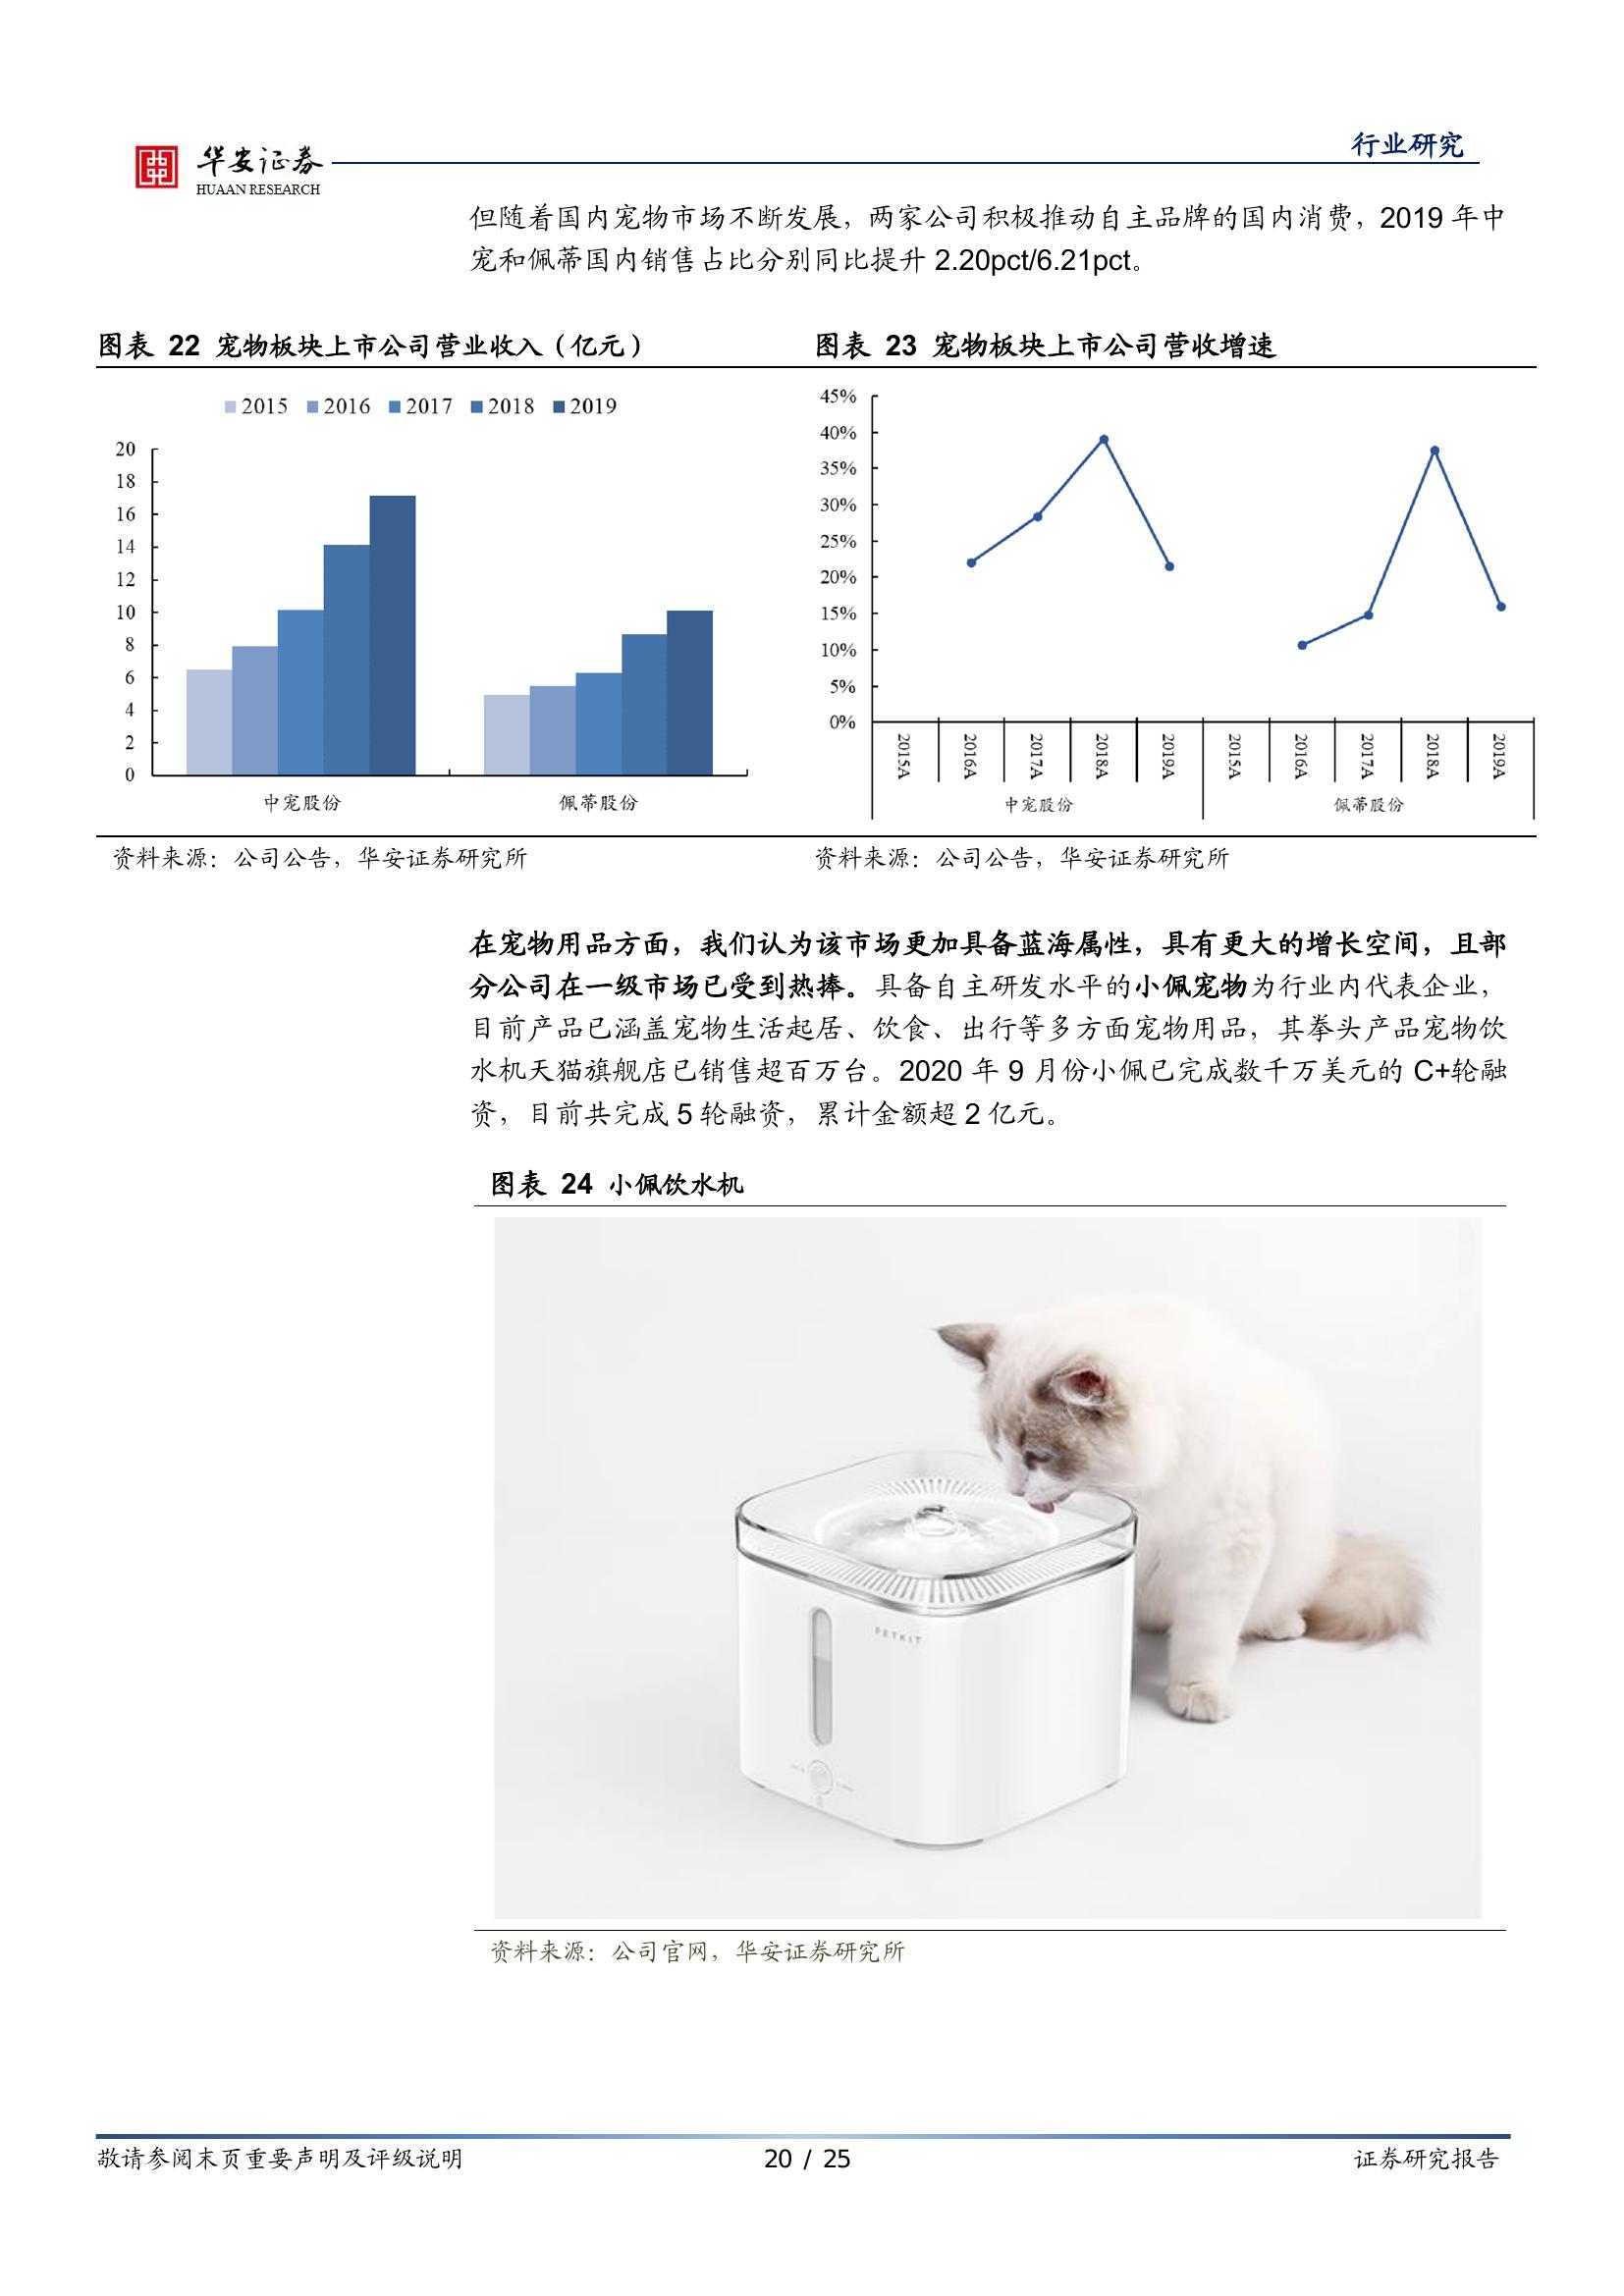 行业研究
华安证券
HUAAN RESEARCH
但随着国内宠物市场不断发展，两家公司积极推动自主品牌的国内消费，2019 年中
宠和佩蒂国内销售占比分别同比提升 2.20pct/6.21pct。
图表 22 宠物板块上市公司营业收入（亿元）
2015 2016 2017 2018 2019
20
18
16
14
12
10
8
6
4
2
0
中宠股份 佩蒂股份
资料来源：公司公告，华安证券研究所
图表 23 宠物板块上市公司营收增速
45%
40%
35%
30%
25%
20%
15%
10%
5%
0%
2015A 2016A 2017A 2018A 2019A 2015A 2016A 2017A 2018A 2019A
中宠股份 佩蒂股份
资料来源：公司公告，华安证券研究所
在宠物用品方面，我们认为该市场更加具备蓝海属性，具有更大的增长空间，且部
分公司在一级市场已受到热捧。具备自主研发水平的小佩宠物为行业内代表企业，
目前产品已涵盖宠物生活起居、饮食、出行等多方面宠物用品，其拳头产品宠物饮
水机天猫旗舰店已销售超百万台。2020 年 9 月份小佩已完成数千万美元的 C+轮融
资，目前共完成 5 轮融资，累计金额超 2 亿元。
图表 24 小佩饮水机
PETKIT
资料来源：公司官网，华安证券研究所
敬请参阅末页重要声明及评级说明
20 / 25
证券研究报告